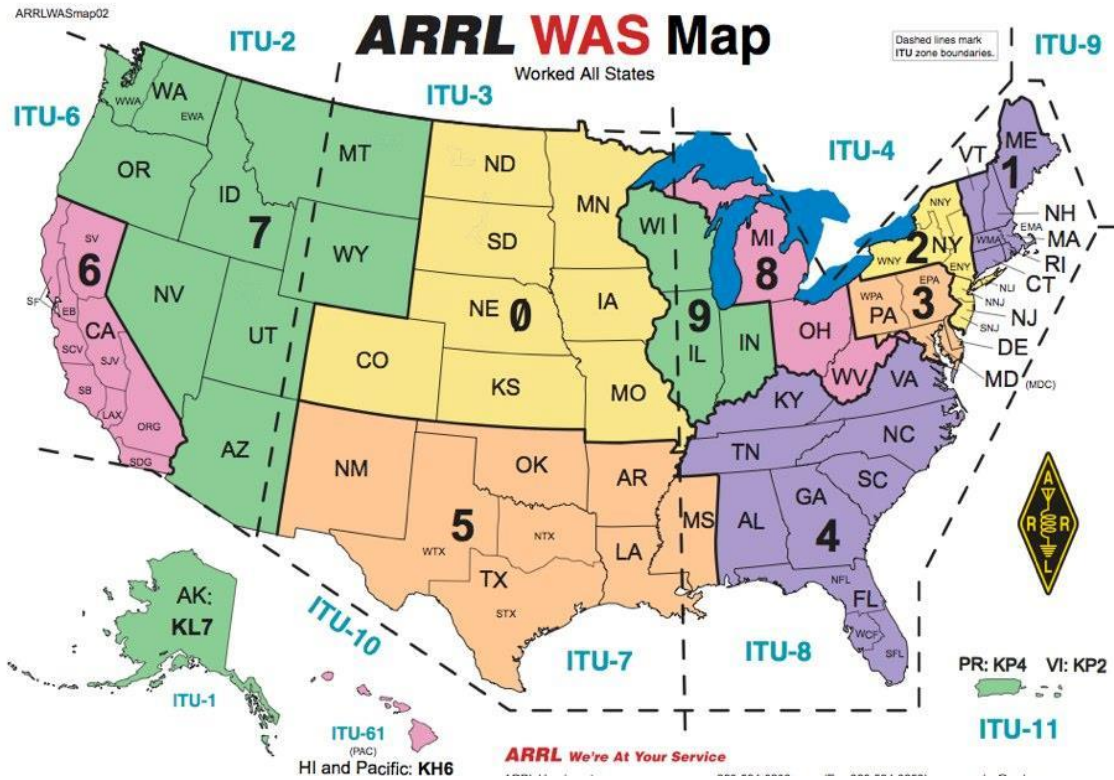 ARRLWASmap02
ARRL WAS Map
Worked All States
Dashed lines mark
ITU zone boundaries.
ITU-2
ITU-3
ITU-4
ITU-6
ITU-9
WA
WWA
EWA
OR
ID
MT
7
WY
NV
UT
AZ
ND
SD
NE
0
CO
KS
MN
IA
MO
WI
IL
9
IN
MI
8
OH
WV
NNY
WNY
2
NY
ENY
NLI
NNJ
NJ
SNJ
EPA
WPA
PA
3
DE
MD (MDC)
VT
ME
1
NH
EMA
WMA
MA
RI
CT
SV
6
SF
EB
CA
SCV
SJV
SB
LAX
ORG
SDG
NM
OK
AR
5
WTX
NTX
TX
STX
LA
MS
KY
VA
TN
NC
SC
AL
GA
4
NFL
FL
WCF
SFL
A
R R
L
AK:
KL7
ITU-1
ITU-10
ITU-7
ITU-8
ITU-61
(PAC)
HI and Pacific: KH6
PR: KP4 VI: KP2
ITU-11
ARRL We're At Your Service